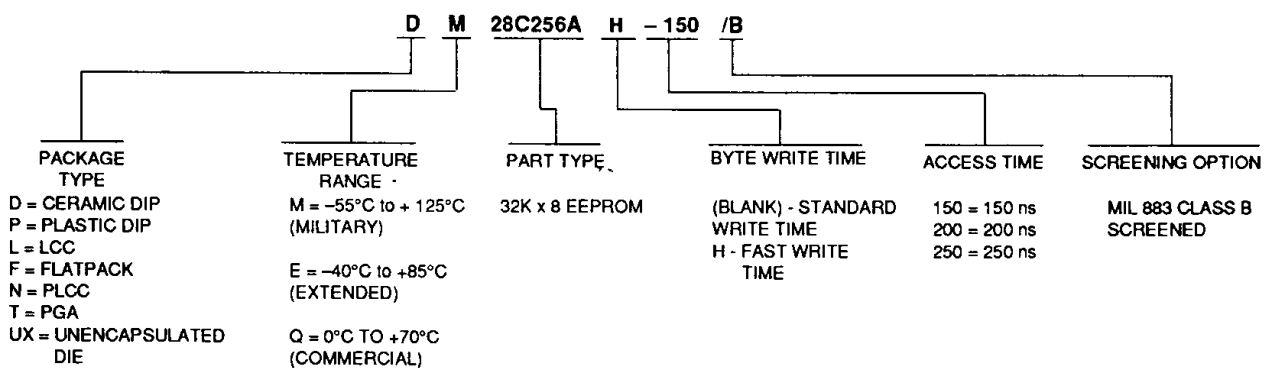 D M 28C256A H – 150 /B
PACKAGE TYPE
D = CERAMIC DIP
P = PLASTIC DIP
L = LCC
F = FLATPACK
N = PLCC
T = PGA
UX = UNENCAPSULATED
DIE
TEMPERATURE
RANGE -
M = –55°C to + 125°C
(MILITARY)
E = –40°C to +85°C
(EXTENDED)
Q = 0°C TO +70°C
(COMMERCIAL)
PART TYPE
32K x 8 EEPROM
BYTE WRITE TIME
(BLANK) - STANDARD
WRITE TIME
H - FAST WRITE
TIME
ACCESS TIME
150 = 150 ns
200 = 200 ns
250 = 250 ns
SCREENING OPTION
MIL 883 CLASS B
SCREENED